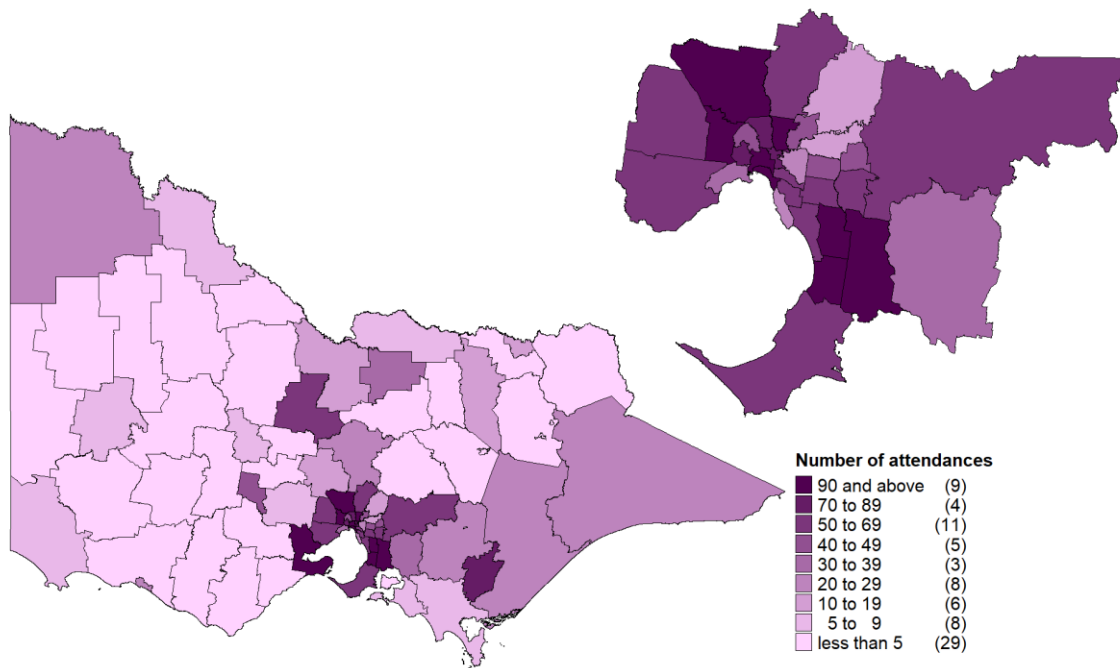 Number of attendances
90 and above (9)
70 to 89 (4)
50 to 69 (11)
40 to 49 (5)
30 to 39 (3)
20 to 29 (8)
10 to 19 (6)
5 to 9 (8)
less than 5 (29)